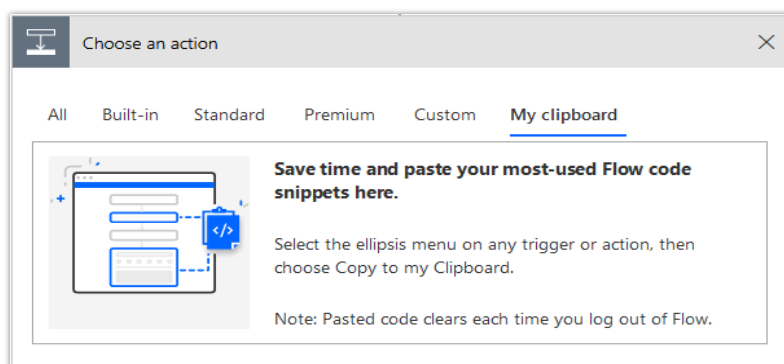 Choose an action
All Built-in Standard Premium Custom My clipboard
Save time and paste your most-used Flow code
snippets here.
Select the ellipsis menu on any trigger or action, then
choose Copy to my Clipboard.
Note: Pasted code clears each time you log out of Flow.